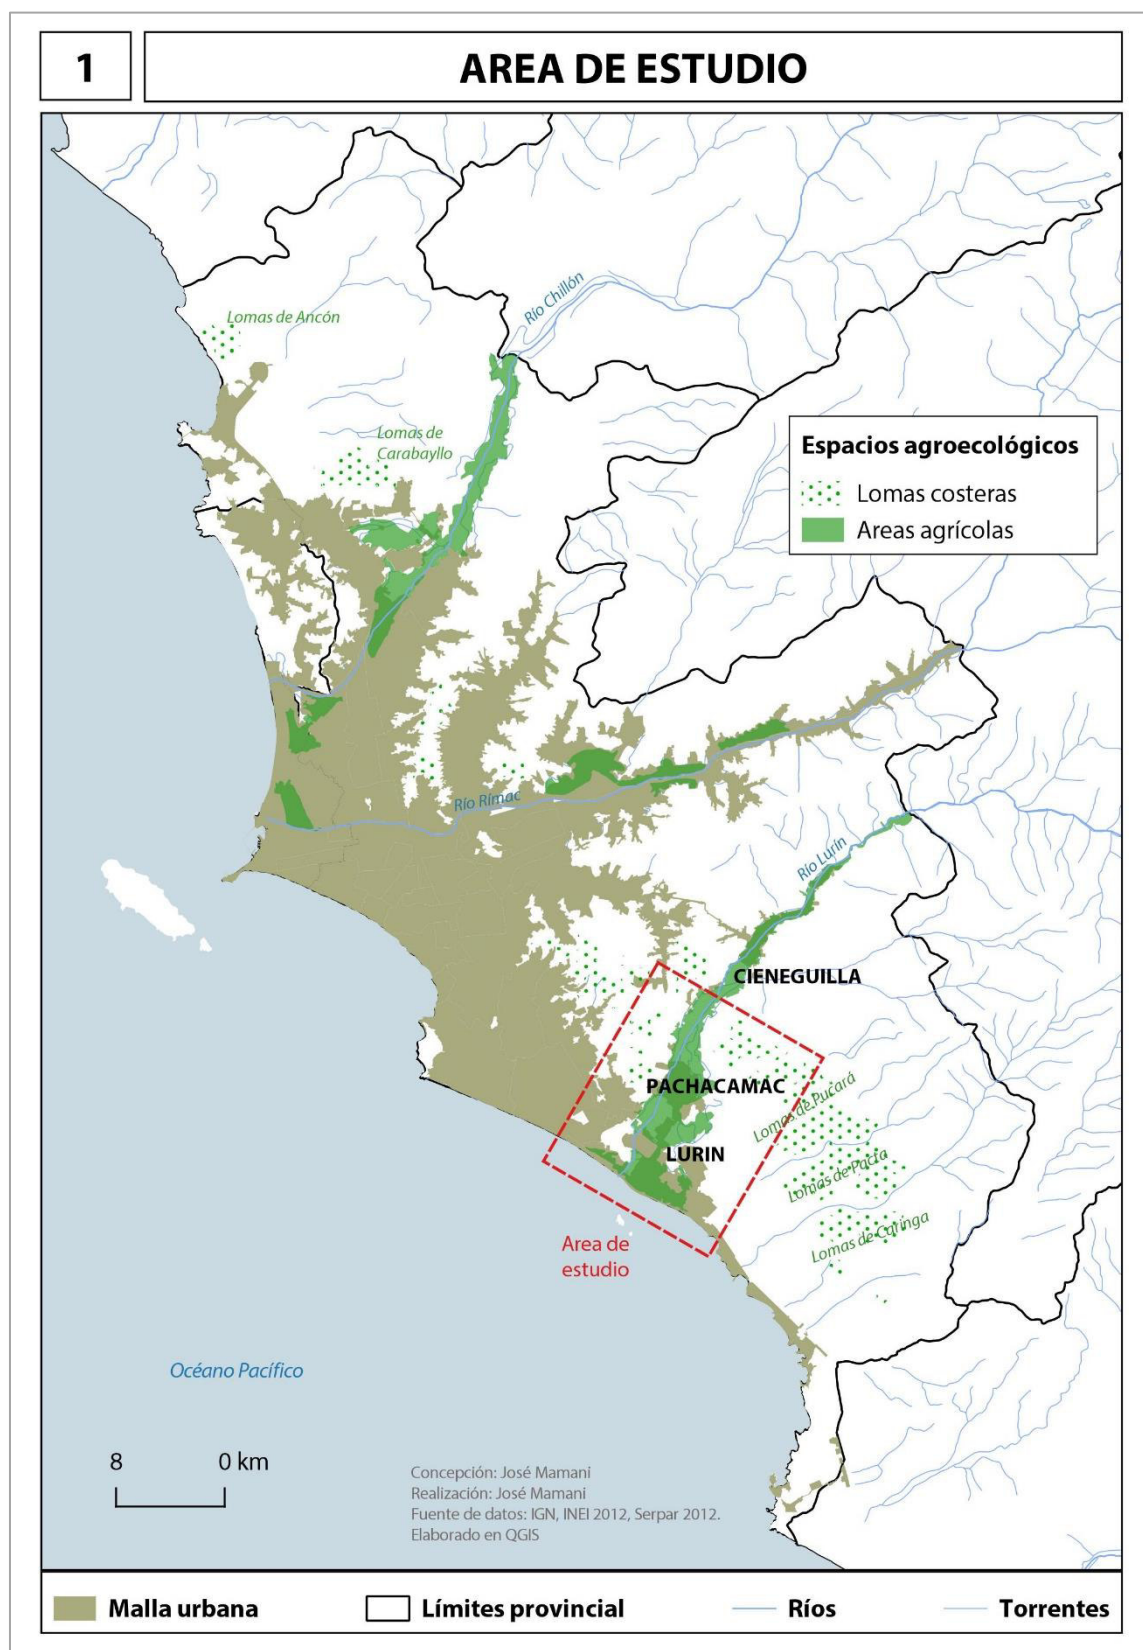 1
AREA DE ESTUDIO
Río Chillón
Lomas de Ancón
Lomas de
Carabayllo
Espacios agroecológicos
Lomas costeras
Areas agrícolas
Río Rímac
Río Lurín
CIENEGUILLA
PACHACAMAC
Lomas de Pucará
LURIN
Lomas de Pacta
Lomas de Caringa
Area de
estudio
Océano Pacífico
8 0 km
Concepción: José Mamani
Realización: José Mamani
Fuente de datos: IGN, INEI 2012, Serpar 2012.
Elaborado en QGIS
Malla urbana Límites provincial Ríos Torrentes